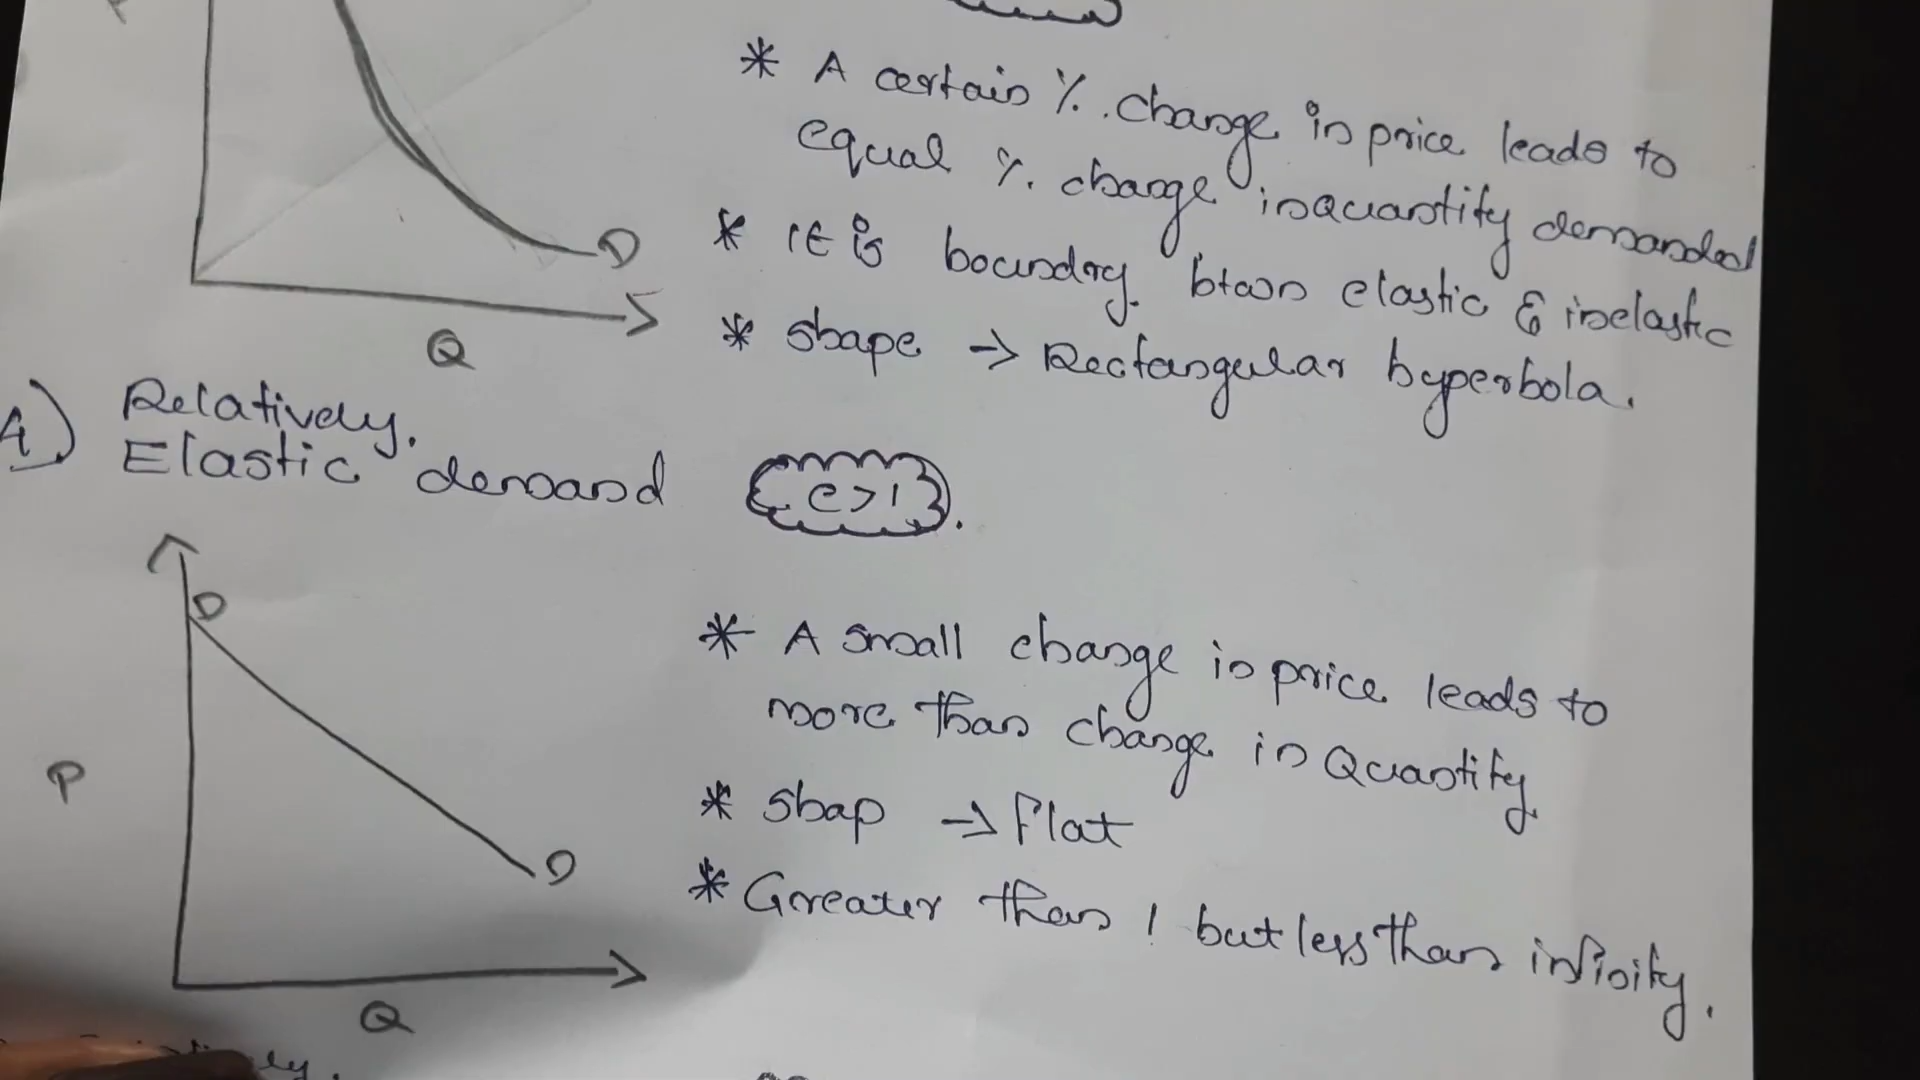 * A certain % change in price leads to
equal % change in quantity demanded
* It is boundry btwn elastic & inelastic
* shape → Rectangular hyperbola.
D
Q
4) Relatively.
Elastic demand
e>1
D
P
D
Q
* A small change in price leads to
more than change in Quantity
* shap → flat
* Greater than 1 but less than infinity.